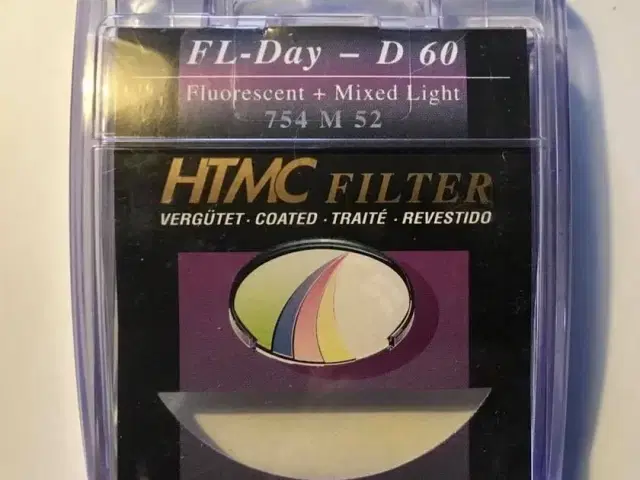 FL-Day – D 60
Fluorescent + Mixed Light
754 M 52
HTMC FILTER
VERGÜTET · COATED · TRAITÉ · REVESTIDO